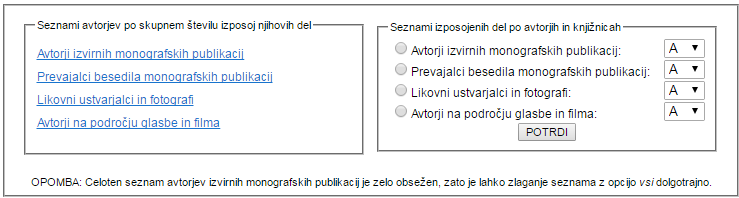 Seznami avtorjev po skupnem številu izposoj njihovih del
Avtorji izvirnih monografskih publikacij
Prevajalci besedila monografskih publikacij
Likovni ustvarjalci in fotografi
Avtorji na področju glasbe in filma
Seznami izposojenih del po avtorjih in knjižnicah
Avtorji izvirnih monografskih publikacij: A
Prevajalci besedila monografskih publikacij: A
Likovni ustvarjalci in fotografi: A
Avtorji na področju glasbe in filma: A
POTRDI
OPOMBA: Celoten seznam avtorjev izvirnih monografskih publikacij je zelo obsežen, zato je lahko zlaganje seznama z opcijo vsi dolgotrajno.